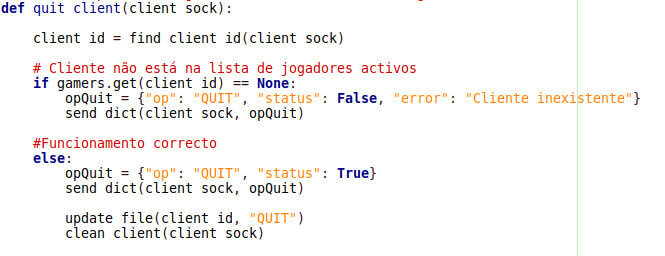 def quit client(client sock):
client id = find client id(client sock)
# Cliente não está na lista de jogadores activos
if gamers.get(client id) == None:
opQuit = {"op": "QUIT", "status": False, "error": "Cliente inexistente"}
send dict(client sock, opQuit)
#Funcionamento correcto
else:
opQuit = {"op": "QUIT", "status": True}
send dict(client sock, opQuit)
update file(client id, "QUIT")
clean client(client sock)